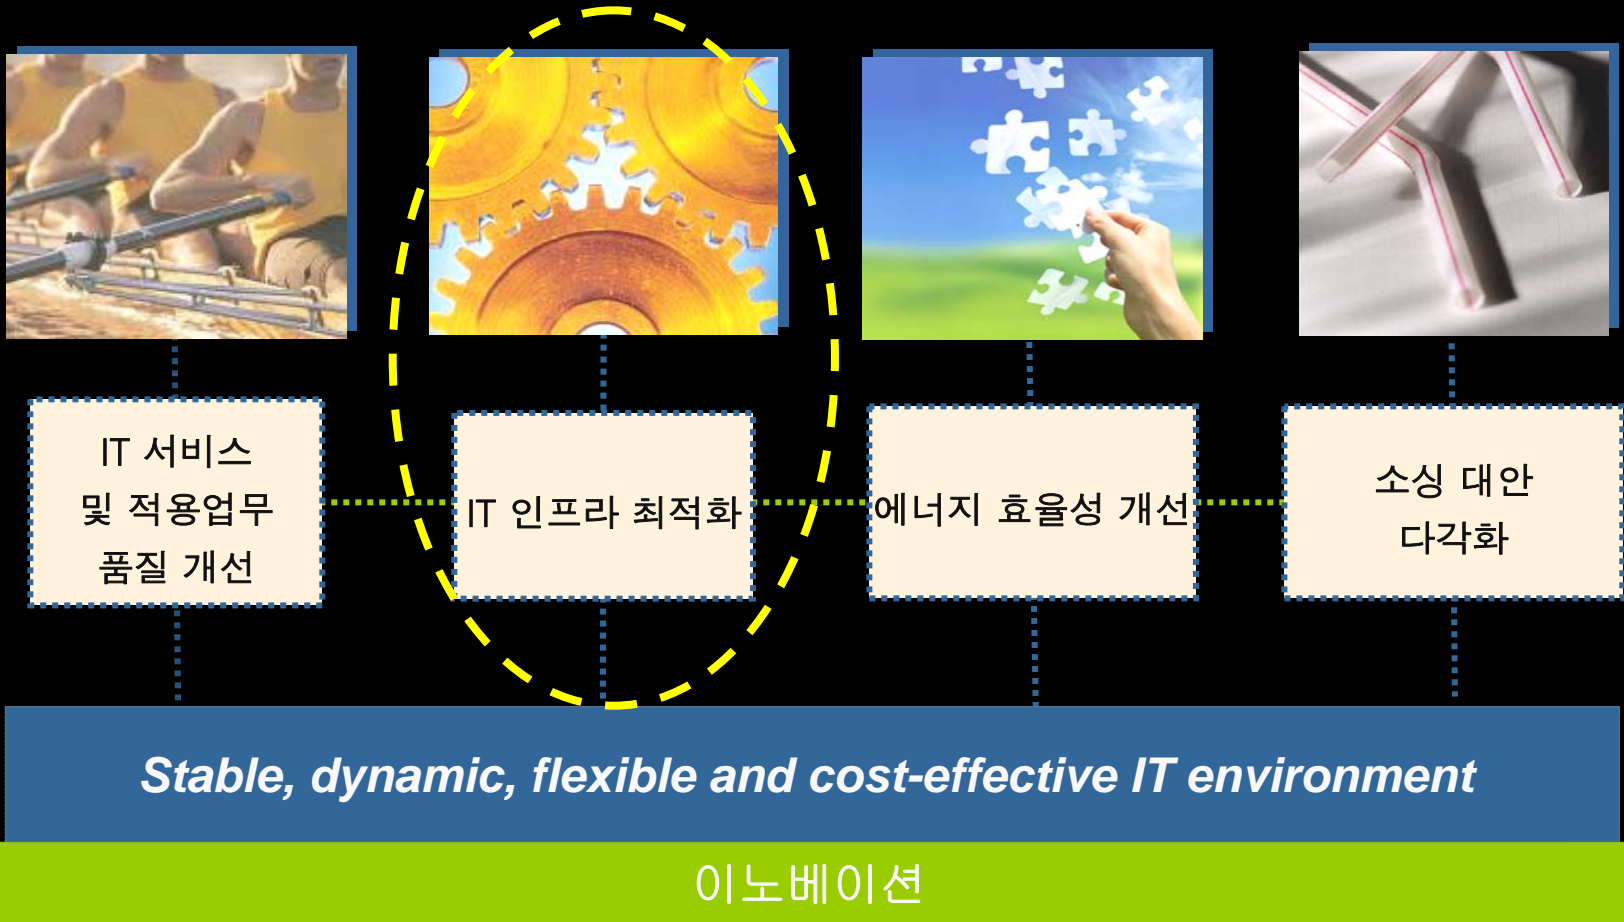 IT 서비스
및 적용업무
품질 개선
IT 인프라 최적화
에너지 효율성 개선
소싱 대안
다각화
Stable, dynamic, flexible and cost-effective IT environment
이노베이션